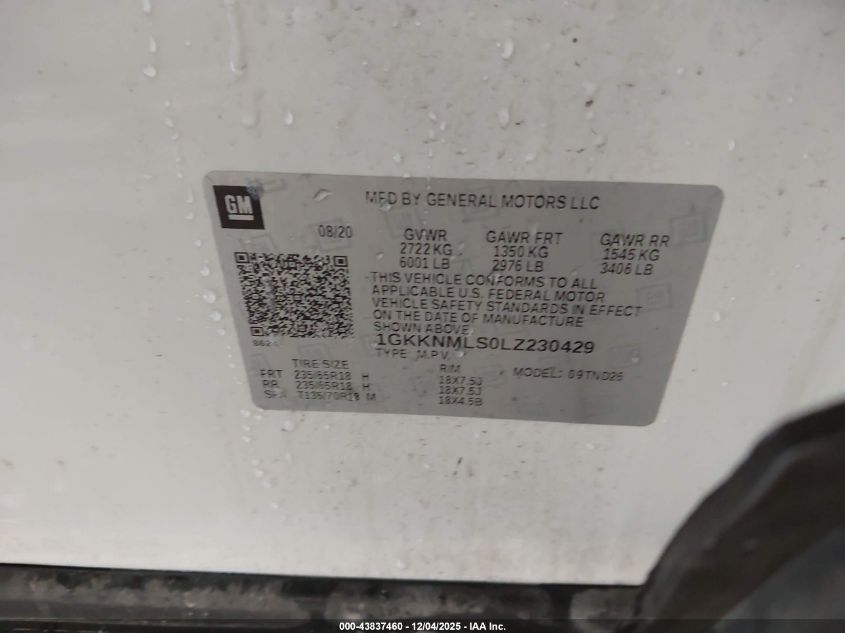 GM
MFD BY GENERAL MOTORS LLC
08/20 GVWR GAWR FRT GAWR RR
2722 KG 1350 KG 1545 KG
6001 LB 2976 LB 3406 LB
THIS VEHICLE CONFORMS TO ALL
APPLICABLE U.S. FEDERAL MOTOR
VEHICLE SAFETY STANDARDS IN EFFECT
ON THE DATE OF MANUFACTURE
SHOWN ABOVE.
1GKKNMLS0LZ230429
TYPE: M.P.V.
TIRE SIZE RIM MODEL:
FRT 235/65R18 H 18X7.5J
RR 235/65R18 H 18X7.5J
T135/70R18 M 18X4.5B
000-43837460 - 12/04/2025 - IAA Inc.